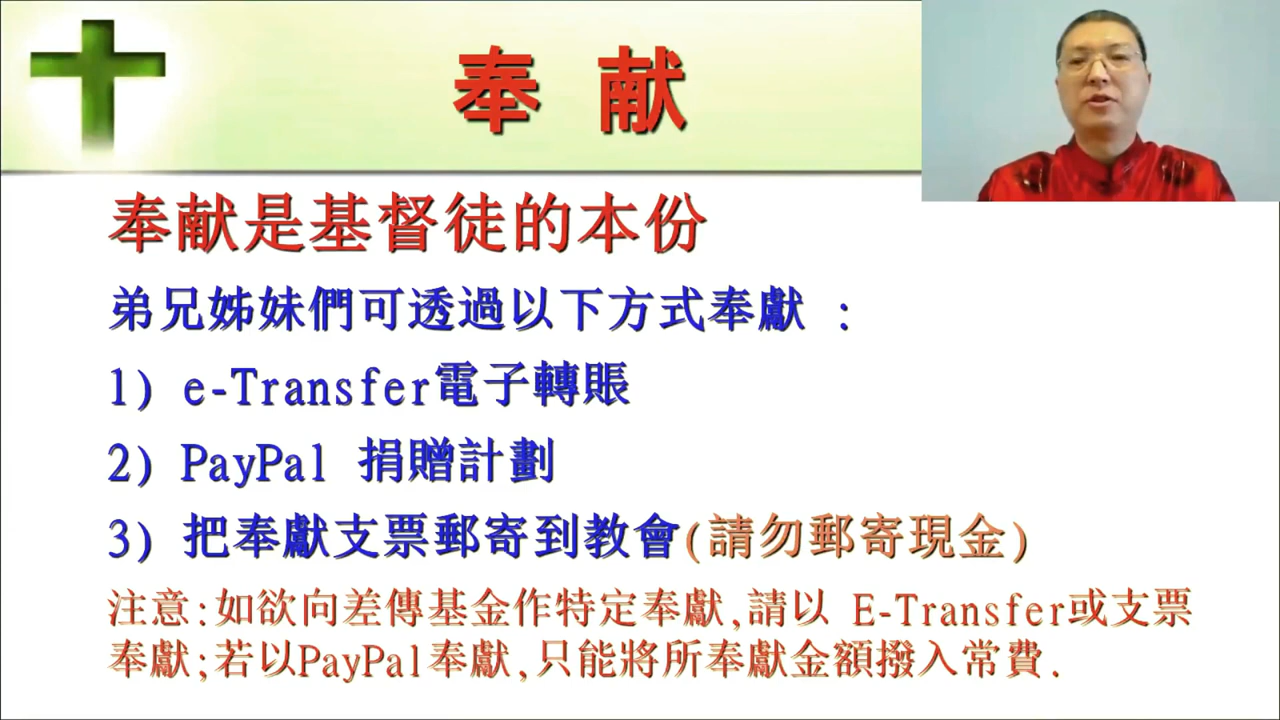 奉 献
奉献是基督徒的本份
弟兄姊妹們可透過以下方式奉獻 :
1) e-Transfer電子轉賬
2) PayPal 捐贈計劃
3) 把奉獻支票郵寄到教會(請勿郵寄現金)
注意:如欲向差傳基金作特定奉獻,請以 E-Transfer或支票
奉獻;若以PayPal奉獻,只能將所奉獻金額撥入常費.